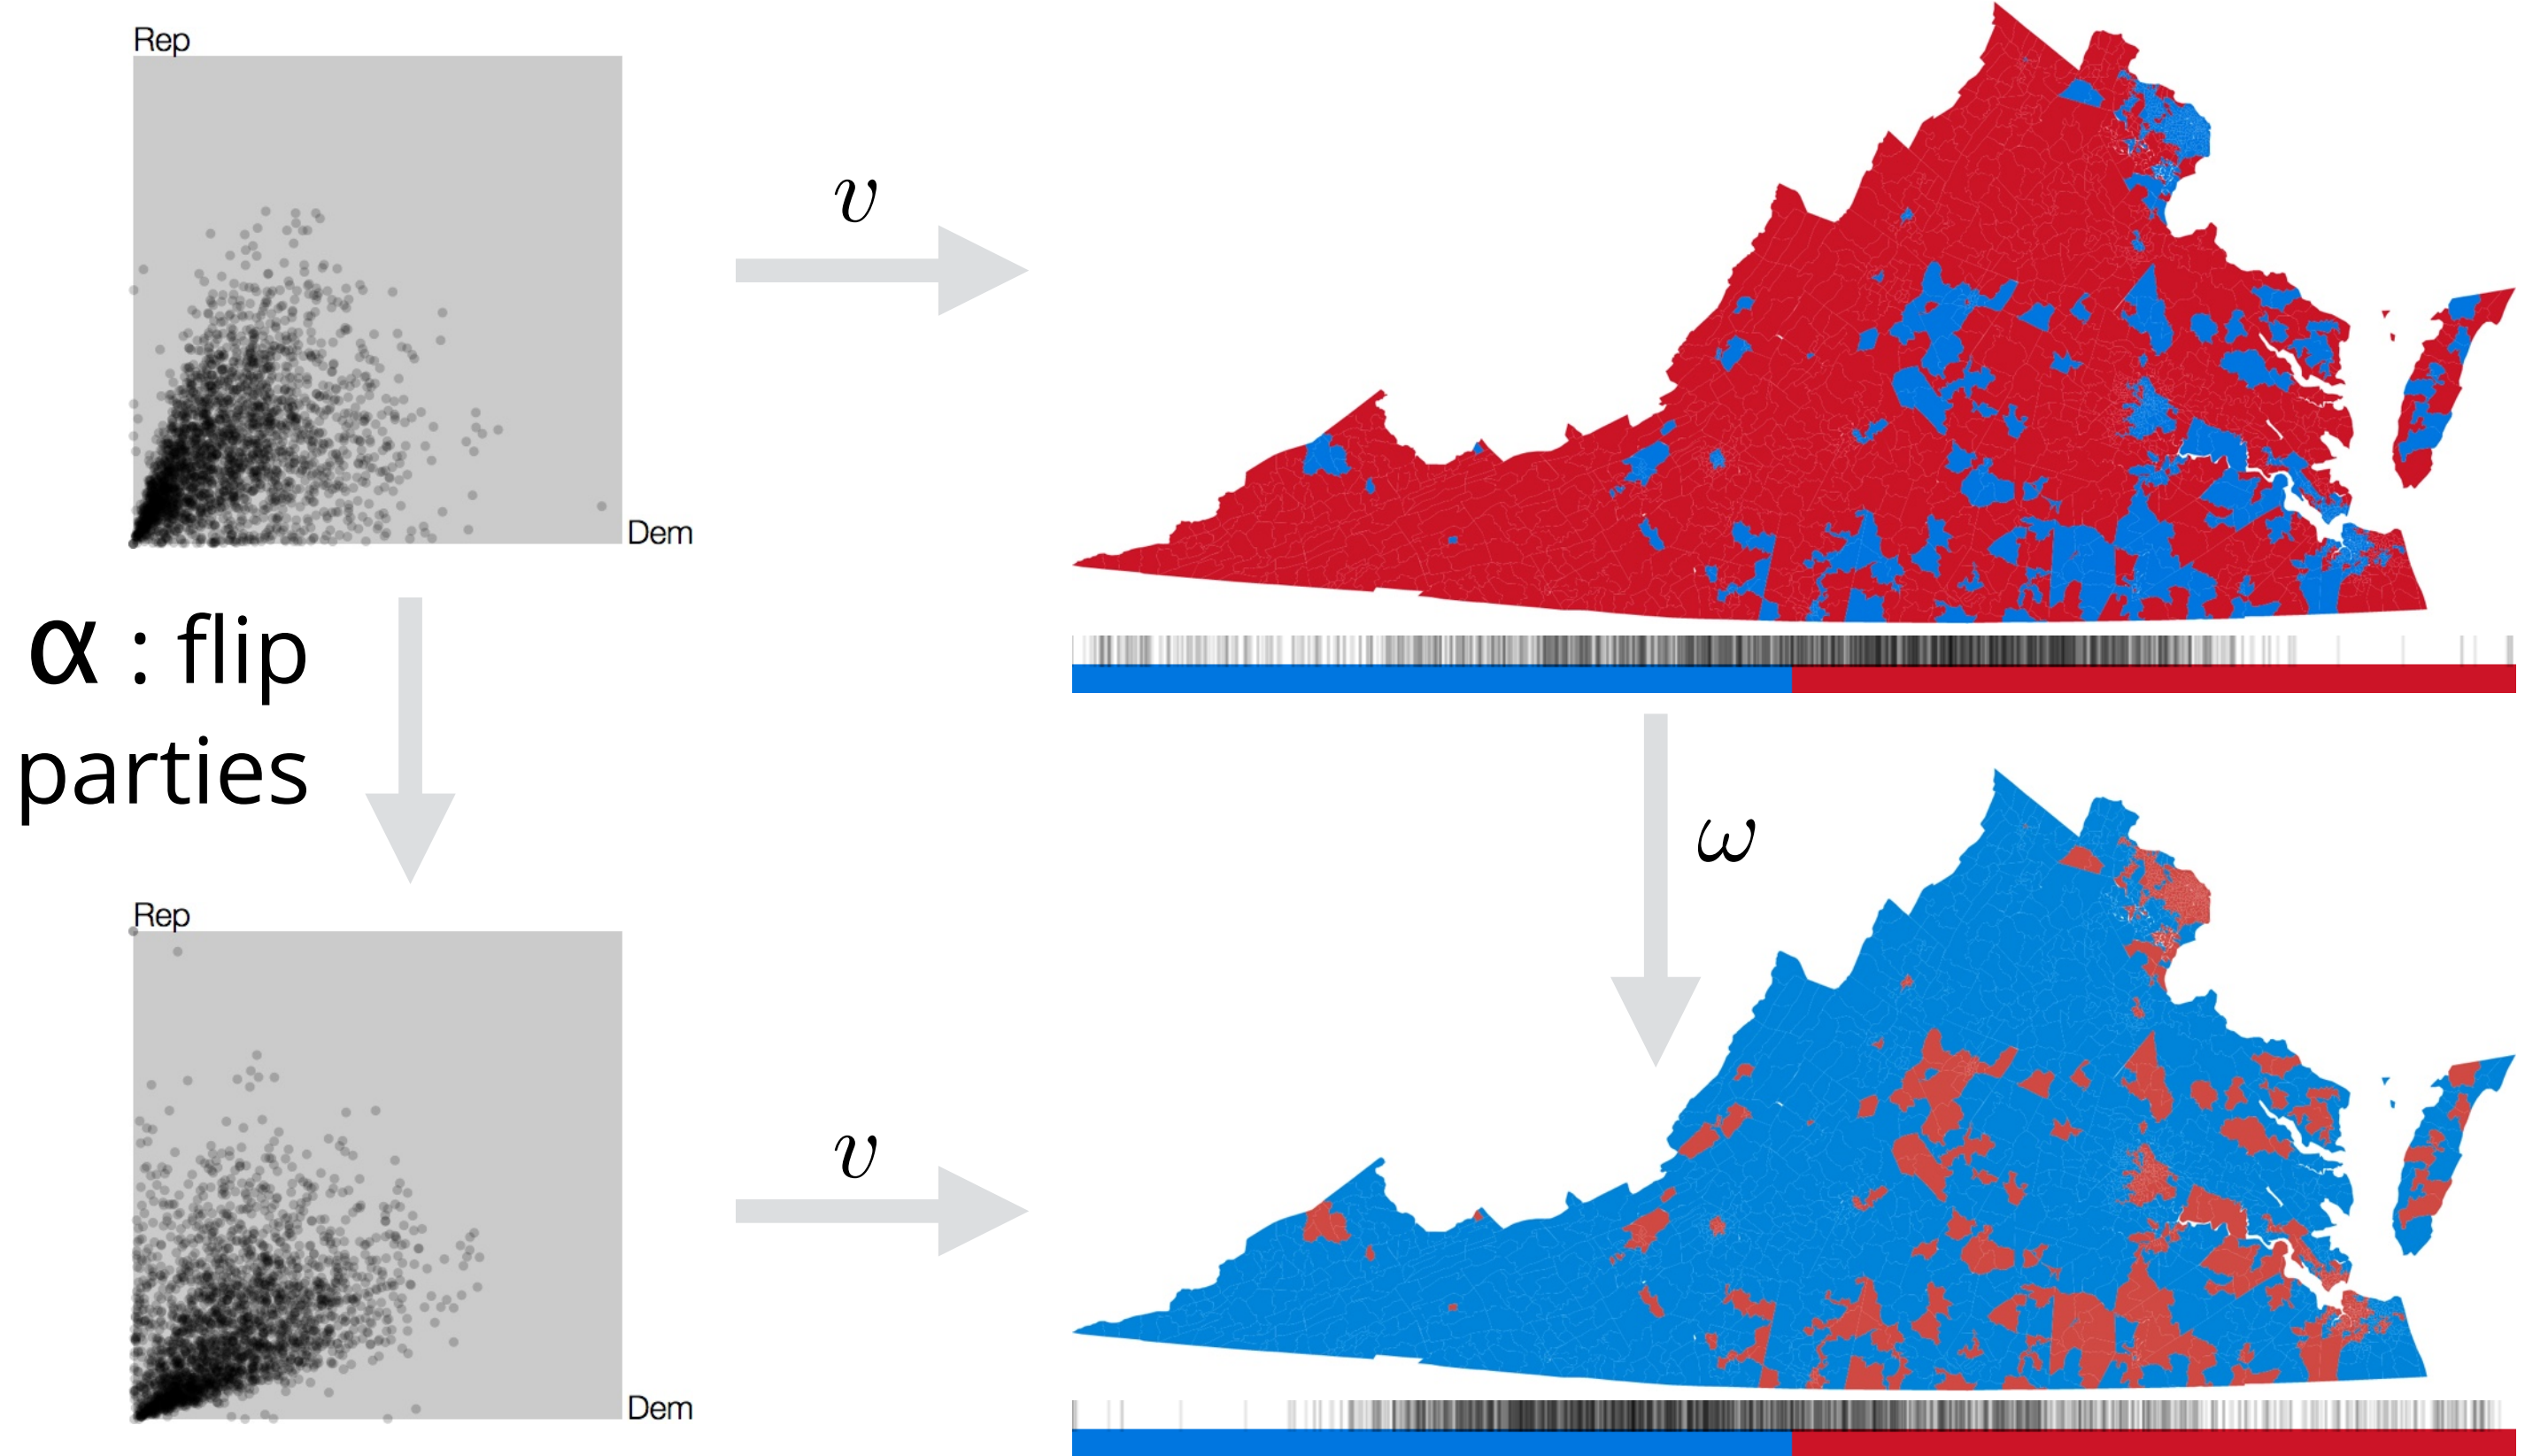 Rep
Dem
v
α : flip
parties
ω
Rep
Dem
v